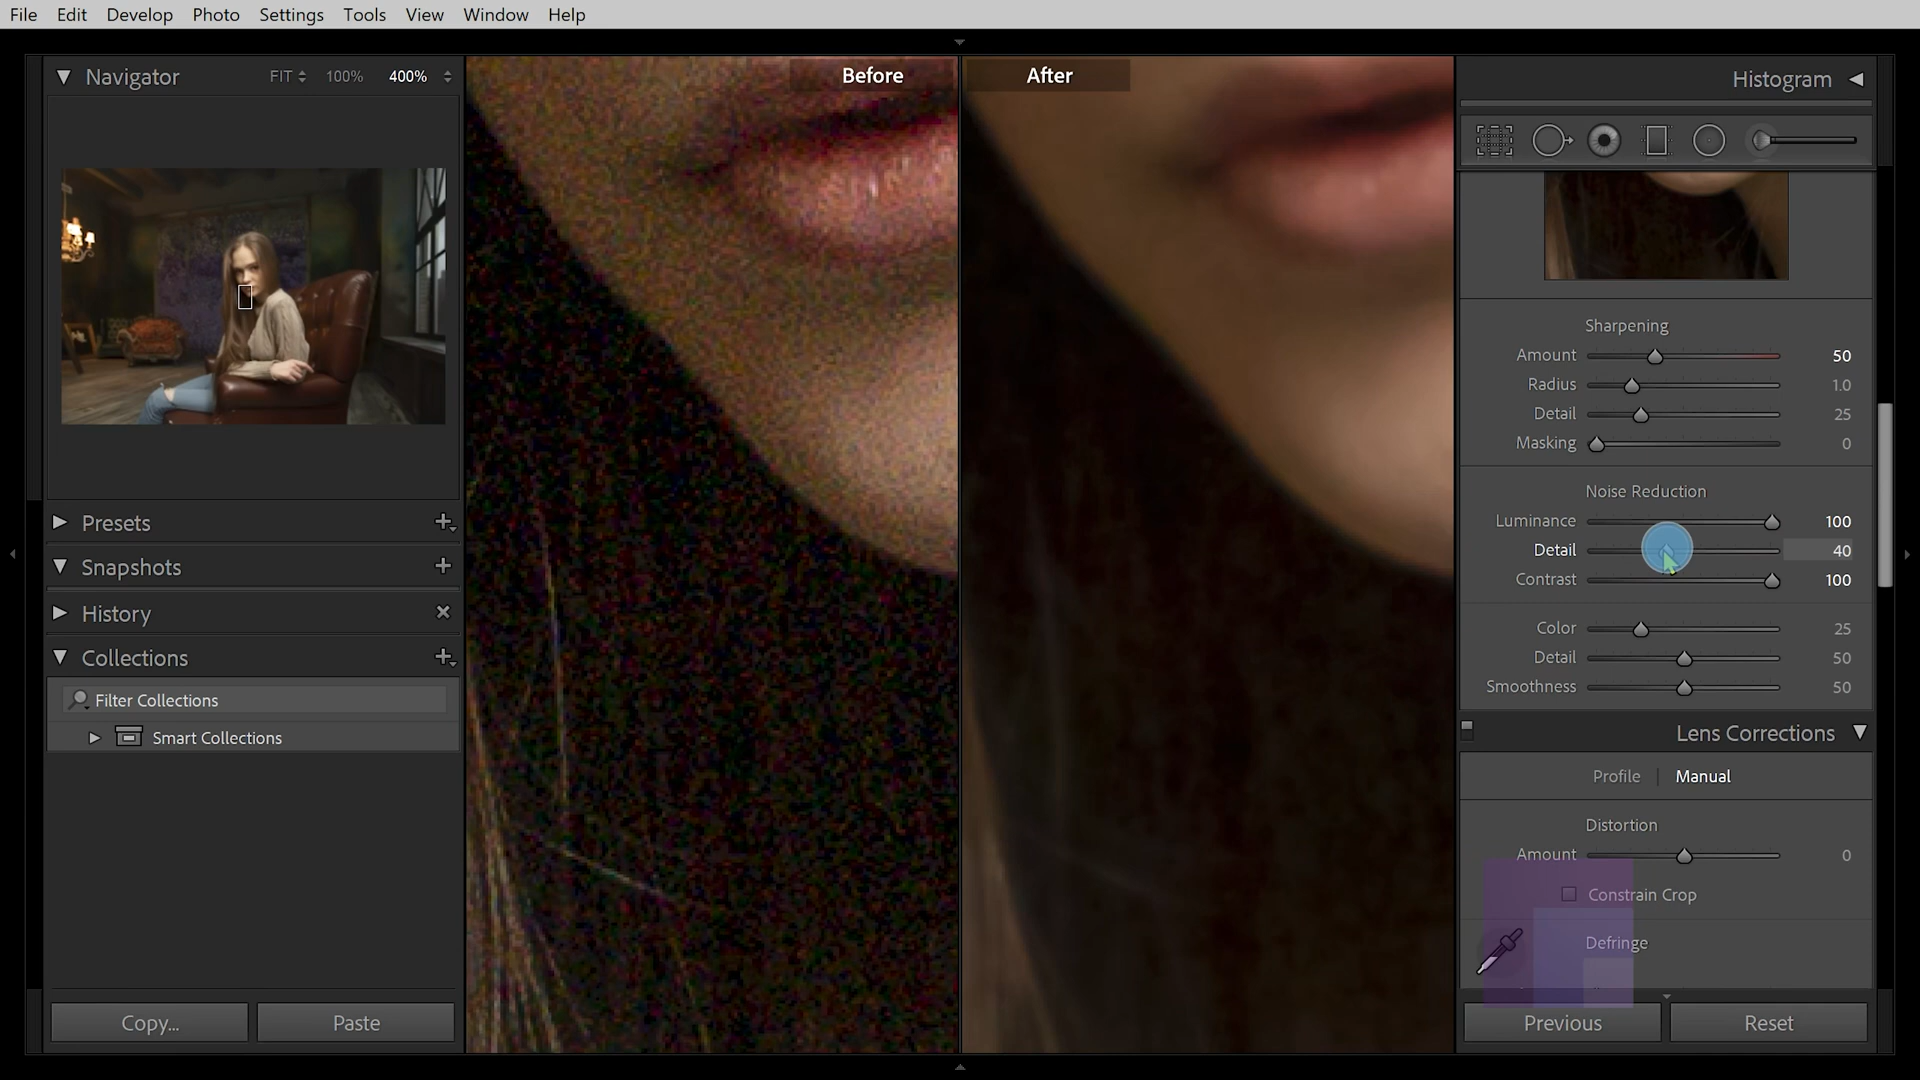 File Edit Develop Photo Settings Tools View Window Help
Navigator FIT 100% 400%
Presets
Snapshots
History
Collections
Filter Collections
Smart Collections
Copy... Paste
Before After
Histogram
Sharpening
Amount 50
Radius 1.0
Detail 25
Masking 0
Noise Reduction
Luminance 100
Detail 40
Contrast 100
Color 25
Detail 50
Smoothness 50
Lens Corrections
Profile | Manual
Distortion
Amount 0
Constrain Crop
Defringe
Previous Reset